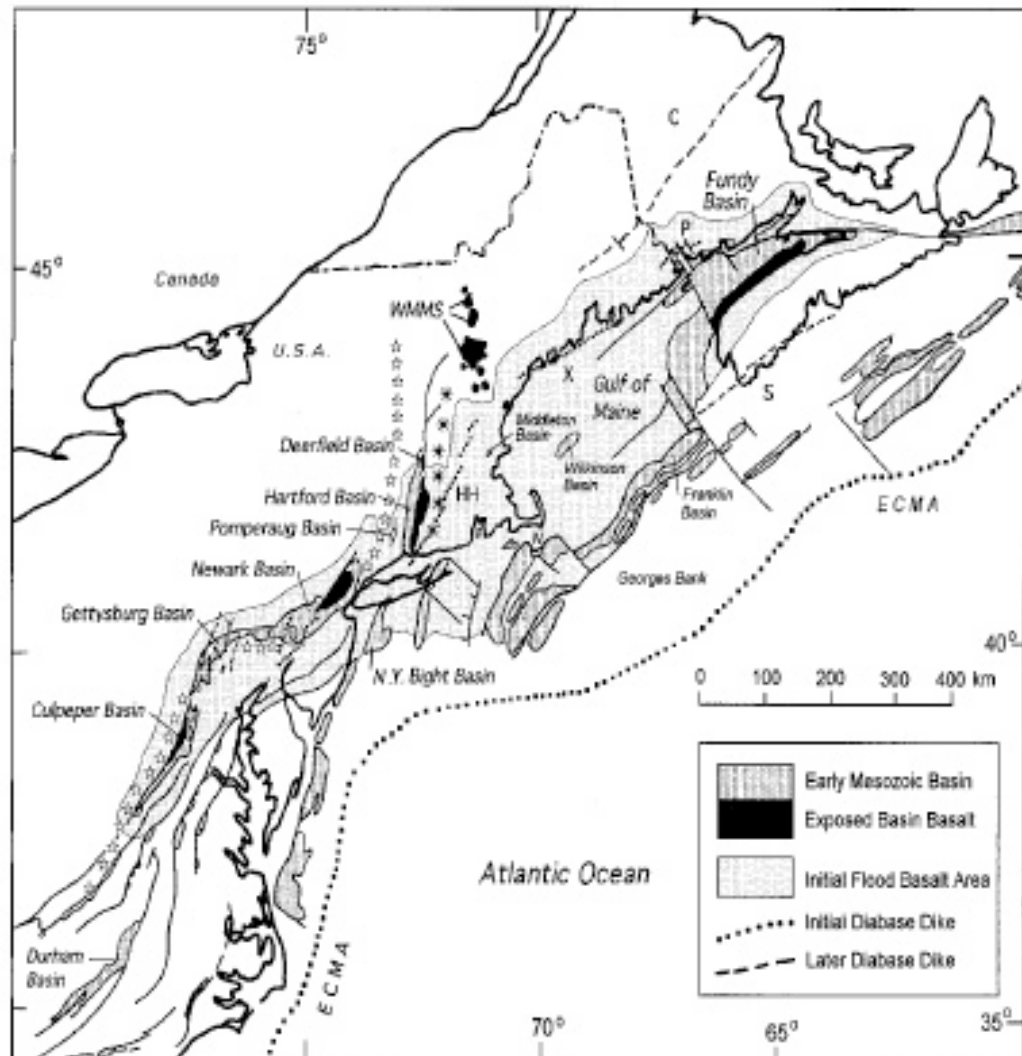 75°
C
Fundy
Basin
P
45°
Canada
WMMS
U.S.A.
X
Gulf of
Maine
S
Middleton
Basin
Deerfield Basin
Wilkinson
Basin
Hartford Basin
HH
Franklin
Basin
ECMA
Pomperaug Basin
N
Newark Basin
Georges Bank
Gettysburg Basin
40°
N.Y. Bight Basin
0 100 200 300 400 km
Culpeper Basin
Early Mesozoic Basin
Exposed Basin Basalt
Atlantic Ocean
Initial Flood Basalt Area
Initial Diabase Dike
Durham
Basin
Later Diabase Dike
ECMA
70°
65°
35°